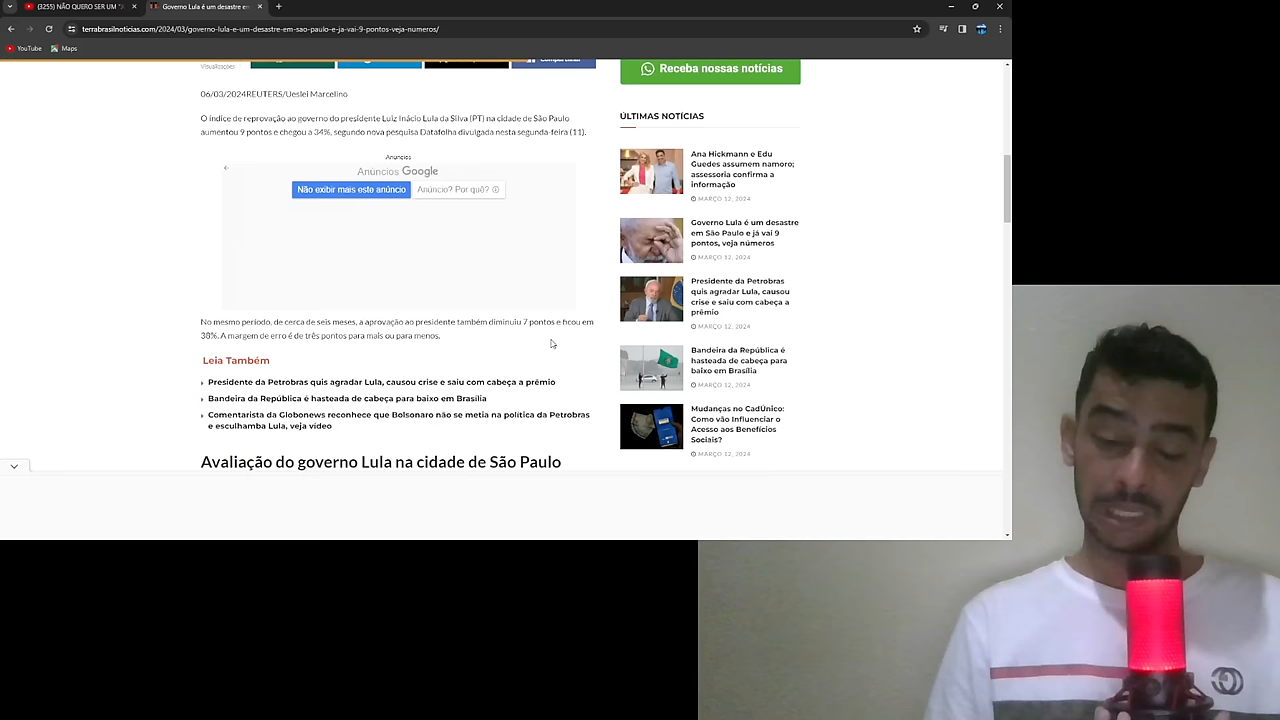 (3255) NÃO QUERO SER UM "
Governo Lula é um desastre em
terrabrasilnoticias.com/2024/03/governo-lula-e-um-desastre-em-sao-paulo-e-ja-vai-9-pontos-veja-numeros/
YouTube
Maps
Visualizações
06/03/2024REUTERS/Ueslei Marcelino
O índice de reprovação ao governo do presidente Luiz Inácio Lula da Silva (PT) na cidade de São Paulo
aumentou 9 pontos e chegou a 34%, segundo nova pesquisa Datafolha divulgada nesta segunda-feira (11).
Anúncios
Anúncios Google
Não exibir mais este anúncio
Anúncio? Por quê?
No mesmo período, de cerca de seis meses, a aprovação ao presidente também diminuiu 7 pontos e ficou em
38%. A margem de erro é de três pontos para mais ou para menos.
Leia Também
Presidente da Petrobras quis agradar Lula, causou crise e saiu com cabeça a prêmio
Bandeira da República é hasteada de cabeça para baixo em Brasília
Comentarista da Globonews reconhece que Bolsonaro não se metia na política da Petrobras
e esculhamba Lula, veja vídeo
Avaliação do governo Lula na cidade de São Paulo
Receba nossas notícias
ÚLTIMAS NOTÍCIAS
Ana Hickmann e Edu
Guedes assumem namoro;
assessoria confirma a
informação
MARÇO 12, 2024
Governo Lula é um desastre
em São Paulo e já vai 9
pontos, veja números
MARÇO 12, 2024
Presidente da Petrobras
quis agradar Lula, causou
crise e saiu com cabeça a
prêmio
MARÇO 12, 2024
Bandeira da República é
hasteada de cabeça para
baixo em Brasília
MARÇO 12, 2024
Mudanças no CadÚnico:
Como vão Influenciar o
Acesso aos Benefícios
Sociais?
MARÇO 12, 2024